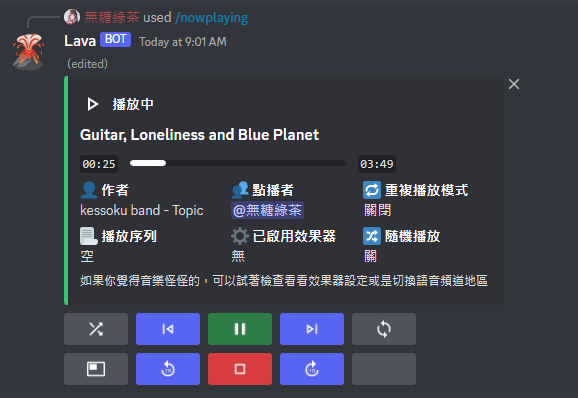 無糖綠茶 used /nowplaying
Lava BOT Today at 9:01 AM
(edited)
播放中
Guitar, Loneliness and Blue Planet
00:25 03:49
作者 點播者 重複播放模式
kessoku band - Topic @無糖綠茶 關閉
播放序列 已啟用效果器 隨機播放
空 無 關
如果你覺得音樂怪怪的，可以試著檢查看看效果器設定或是切換語音頻道地區
10 10